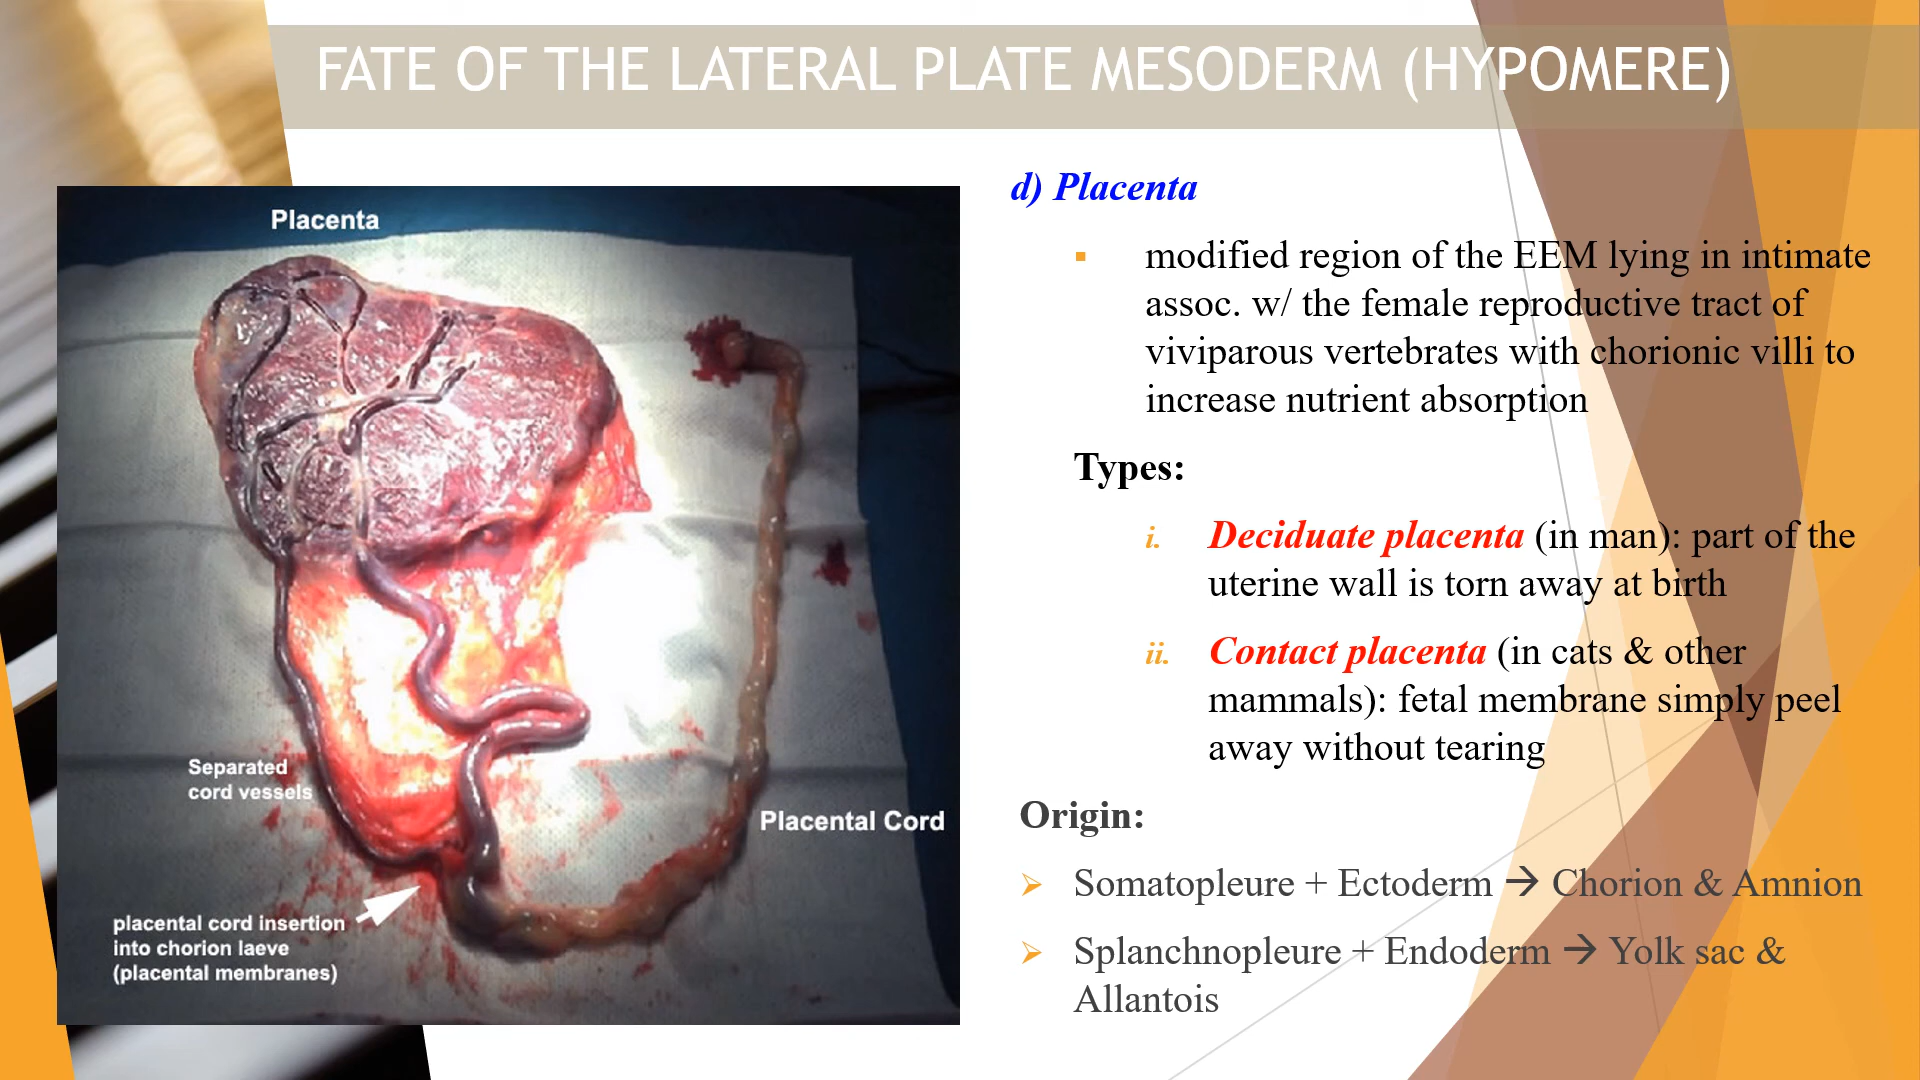 FATE OF THE LATERAL PLATE MESODERM (HYPOMERE)
Placenta
Separated
cord vessels
Placental Cord
placental cord insertion
into chorion laeve
(placental membranes)
d) Placenta
▪ modified region of the EEM lying in intimate
assoc. w/ the female reproductive tract of
viviparous vertebrates with chorionic villi to
increase nutrient absorption
Types:
i. Deciduate placenta (in man): part of the
uterine wall is torn away at birth
ii. Contact placenta (in cats & other
mammals): fetal membrane simply peel
away without tearing
Origin:
➢ Somatopleure + Ectoderm → Chorion & Amnion
➢ Splanchnopleure + Endoderm → Yolk sac &
Allantois